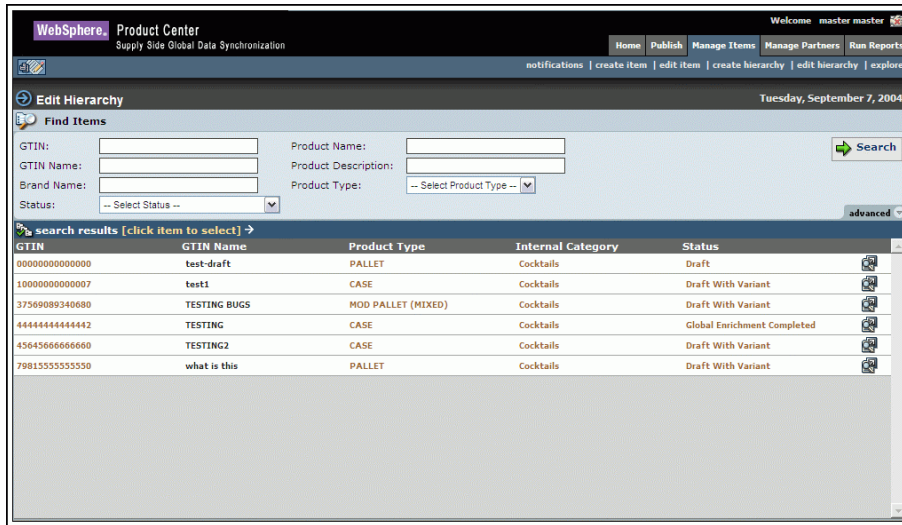 WebSphere. Product Center
Supply Side Global Data Synchronization
Welcome master master
Home Publish Manage Items Manage Partners Run Reports
notifications | create item | edit item | create hierarchy | edit hierarchy | explore
Edit Hierarchy Tuesday, September 7, 2004
Find Items
GTIN: Product Name: Search
GTIN Name: Product Description:
Brand Name: Product Type: -- Select Product Type --
Status: -- Select Status --
advanced
search results [click item to select]
GTIN GTIN Name Product Type Internal Category Status
00000000000000 test-draft PALLET Cocktails Draft
10000000000007 test1 CASE Cocktails Draft With Variant
37569089340680 TESTING BUGS MOD PALLET (MIXED) Cocktails Draft With Variant
44444444444442 TESTING CASE Cocktails Global Enrichment Completed
45645666666660 TESTING2 CASE Cocktails Draft With Variant
79815555555550 what is this PALLET Cocktails Draft With Variant